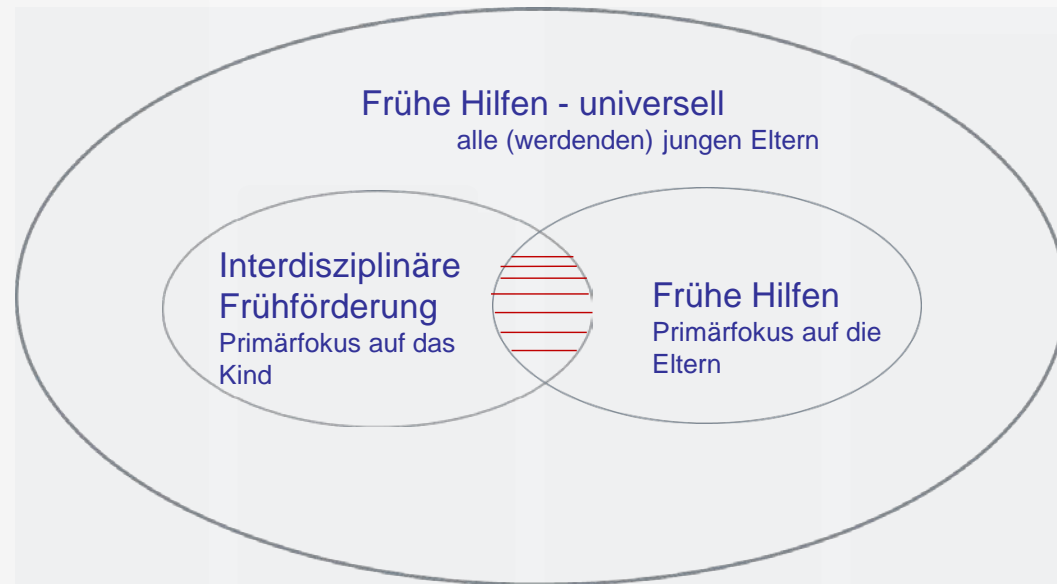 Frühe Hilfen - universell
alle (werdenden) jungen Eltern
Interdisziplinäre
Frühförderung
Primärfokus auf das
Kind
Frühe Hilfen
Primärfokus auf die
Eltern